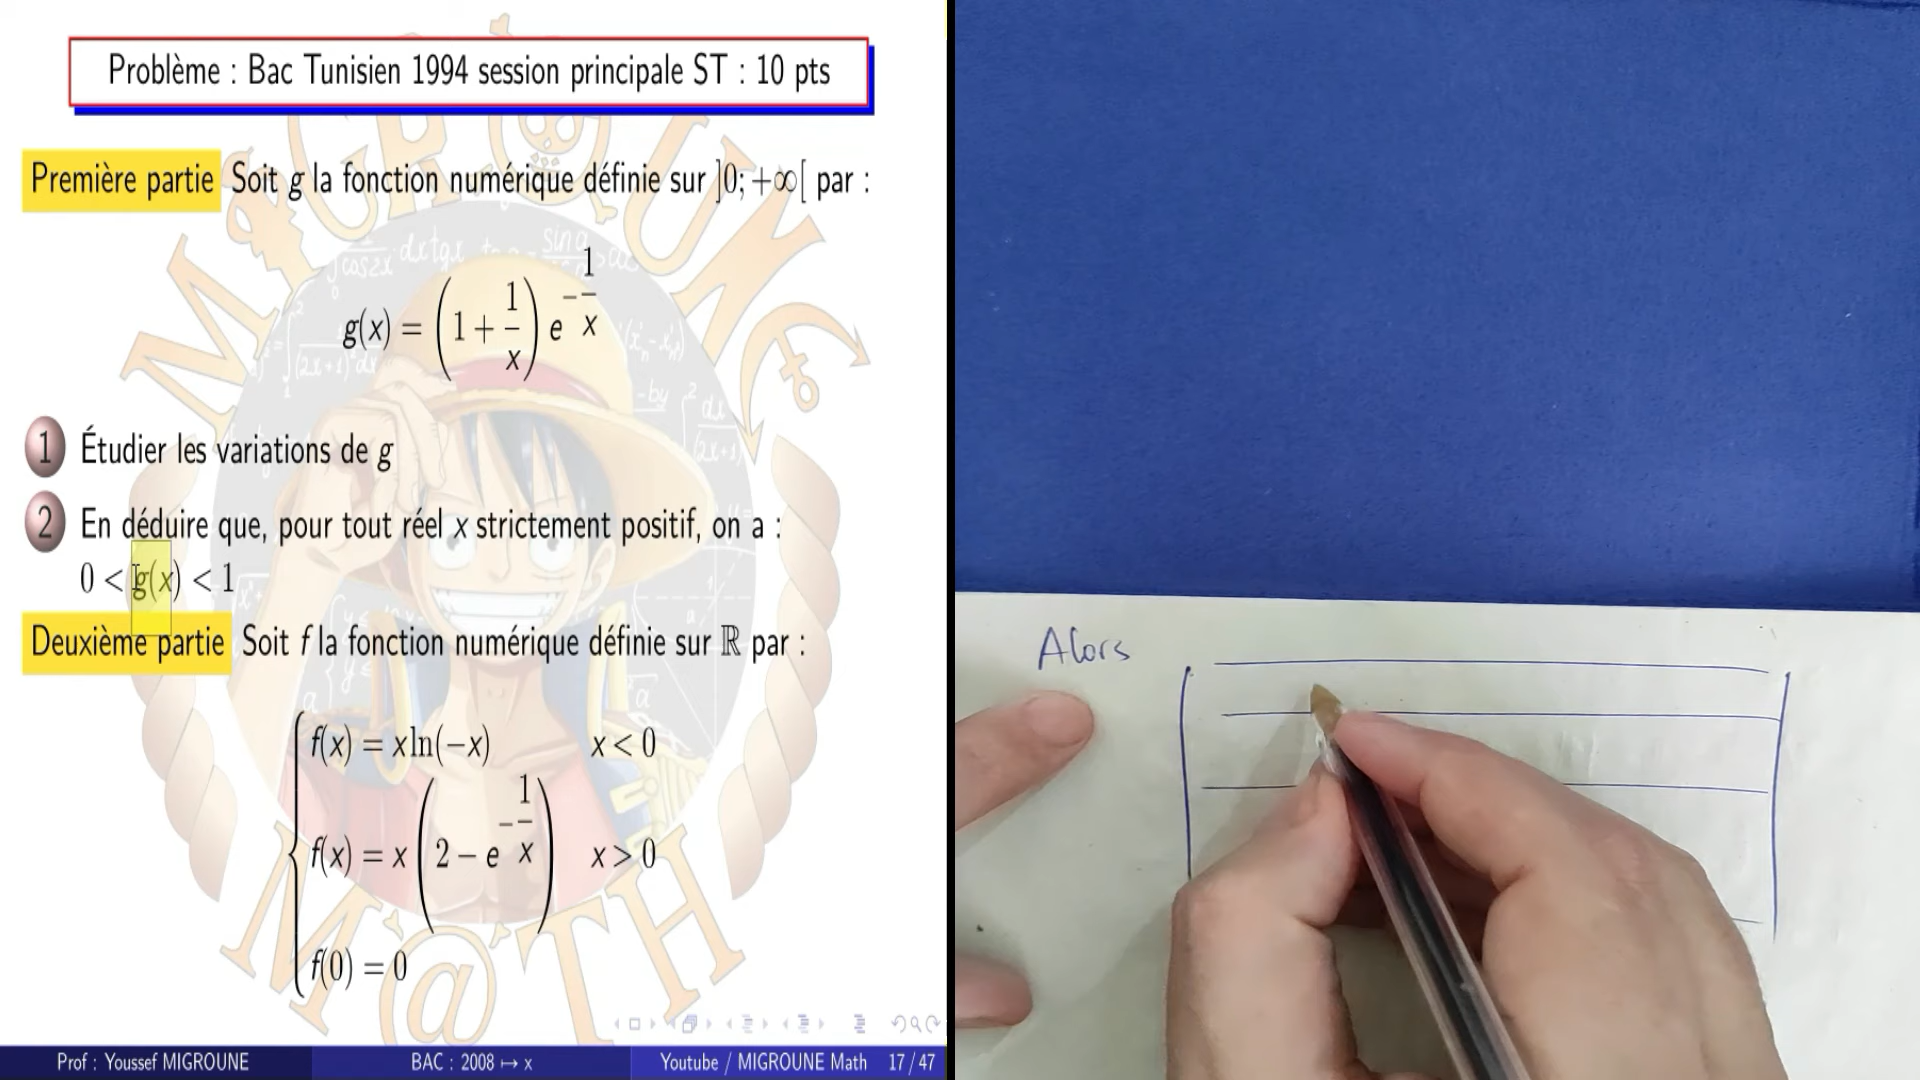 Problème : Bac Tunisien 1994 session principale ST : 10 pts
Première partie Soit g la fonction numérique définie sur ]0; +∞[ par :
g(x) = (1 + 1/x) e^{-1/x}
1 Étudier les variations de g
2 En déduire que, pour tout réel x strictement positif, on a :
0 < g(x) < 1
Deuxième partie Soit f la fonction numérique définie sur ℝ par :
f(x) = x ln(−x) x < 0
f(x) = x (2 − e^{-1/x}) x > 0
f(0) = 0
Prof : Youssef MIGROUNE BAC : 2008 ↦ x Youtube / MIGROUNE Math 17 / 47
Alors
MIGROUNE
M@TH